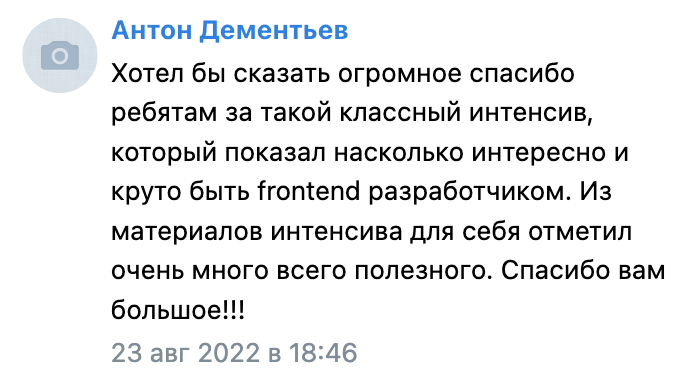 Антон Дементьев
Хотел бы сказать огромное спасибо
ребятам за такой классный интенсив,
который показал насколько интересно и
круто быть frontend разработчиком. Из
материалов интенсива для себя отметил
очень много всего полезного. Спасибо вам
большое!!!
23 авг 2022 в 18:46